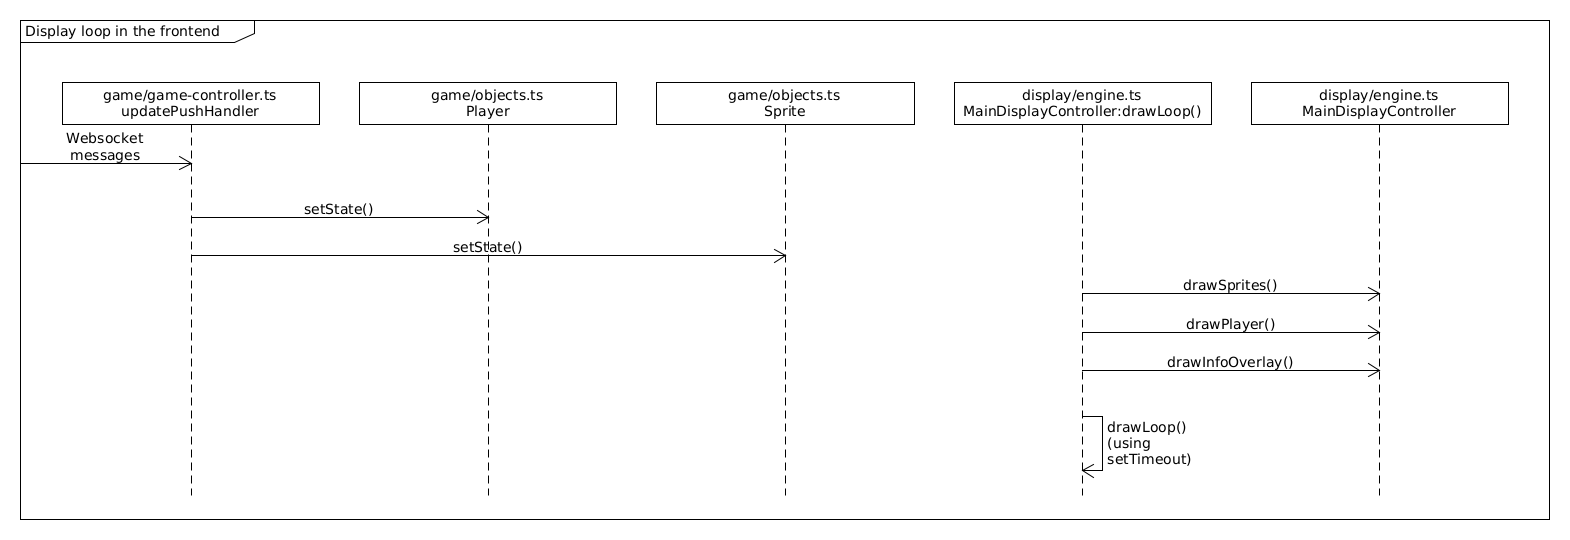 Display loop in the frontend
game/game-controller.ts
updatePushHandler
game/objects.ts
Player
game/objects.ts
Sprite
display/engine.ts
MainDisplayController:drawLoop()
display/engine.ts
MainDisplayController
Websocket
messages
setState()
setState()
drawSprites()
drawPlayer()
drawInfoOverlay()
drawLoop()
(using
setTimeout)